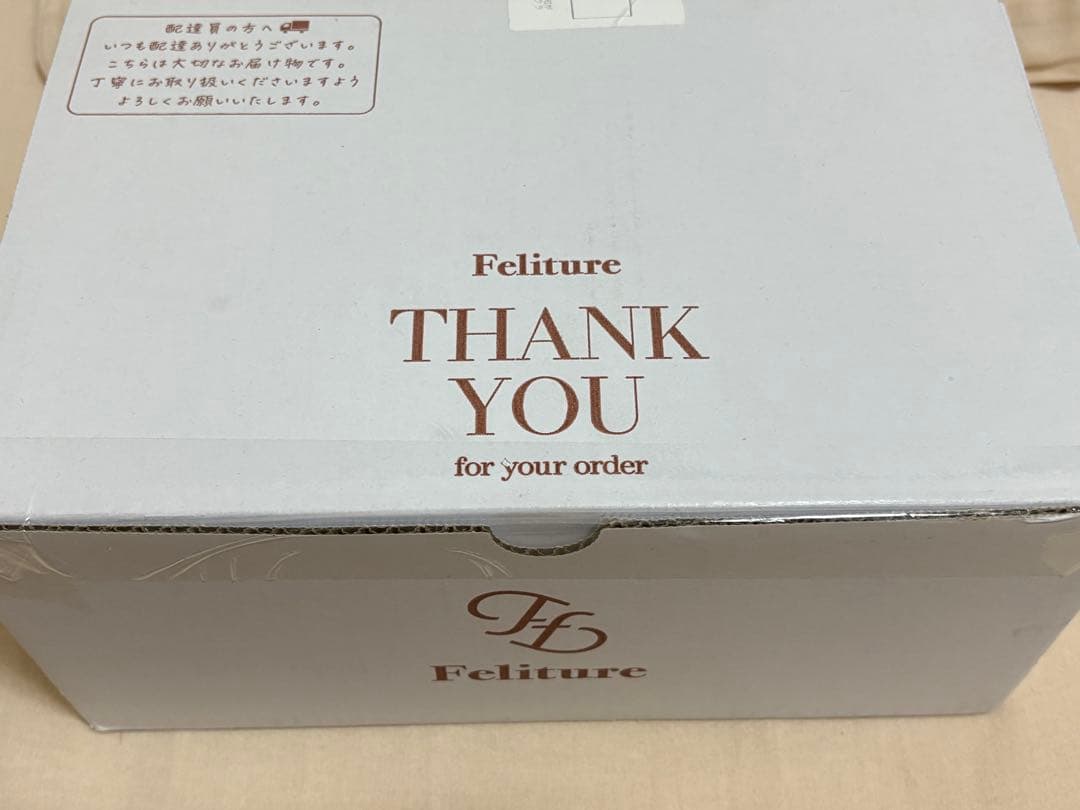 配達員の方へ
いつも配達ありがとうございます。
こちらは大切なお届け物です。
丁寧にお取り扱いくださいますよう
よろしくお願いいたします。
Feliture
THANK
YOU
for your order
Feliture